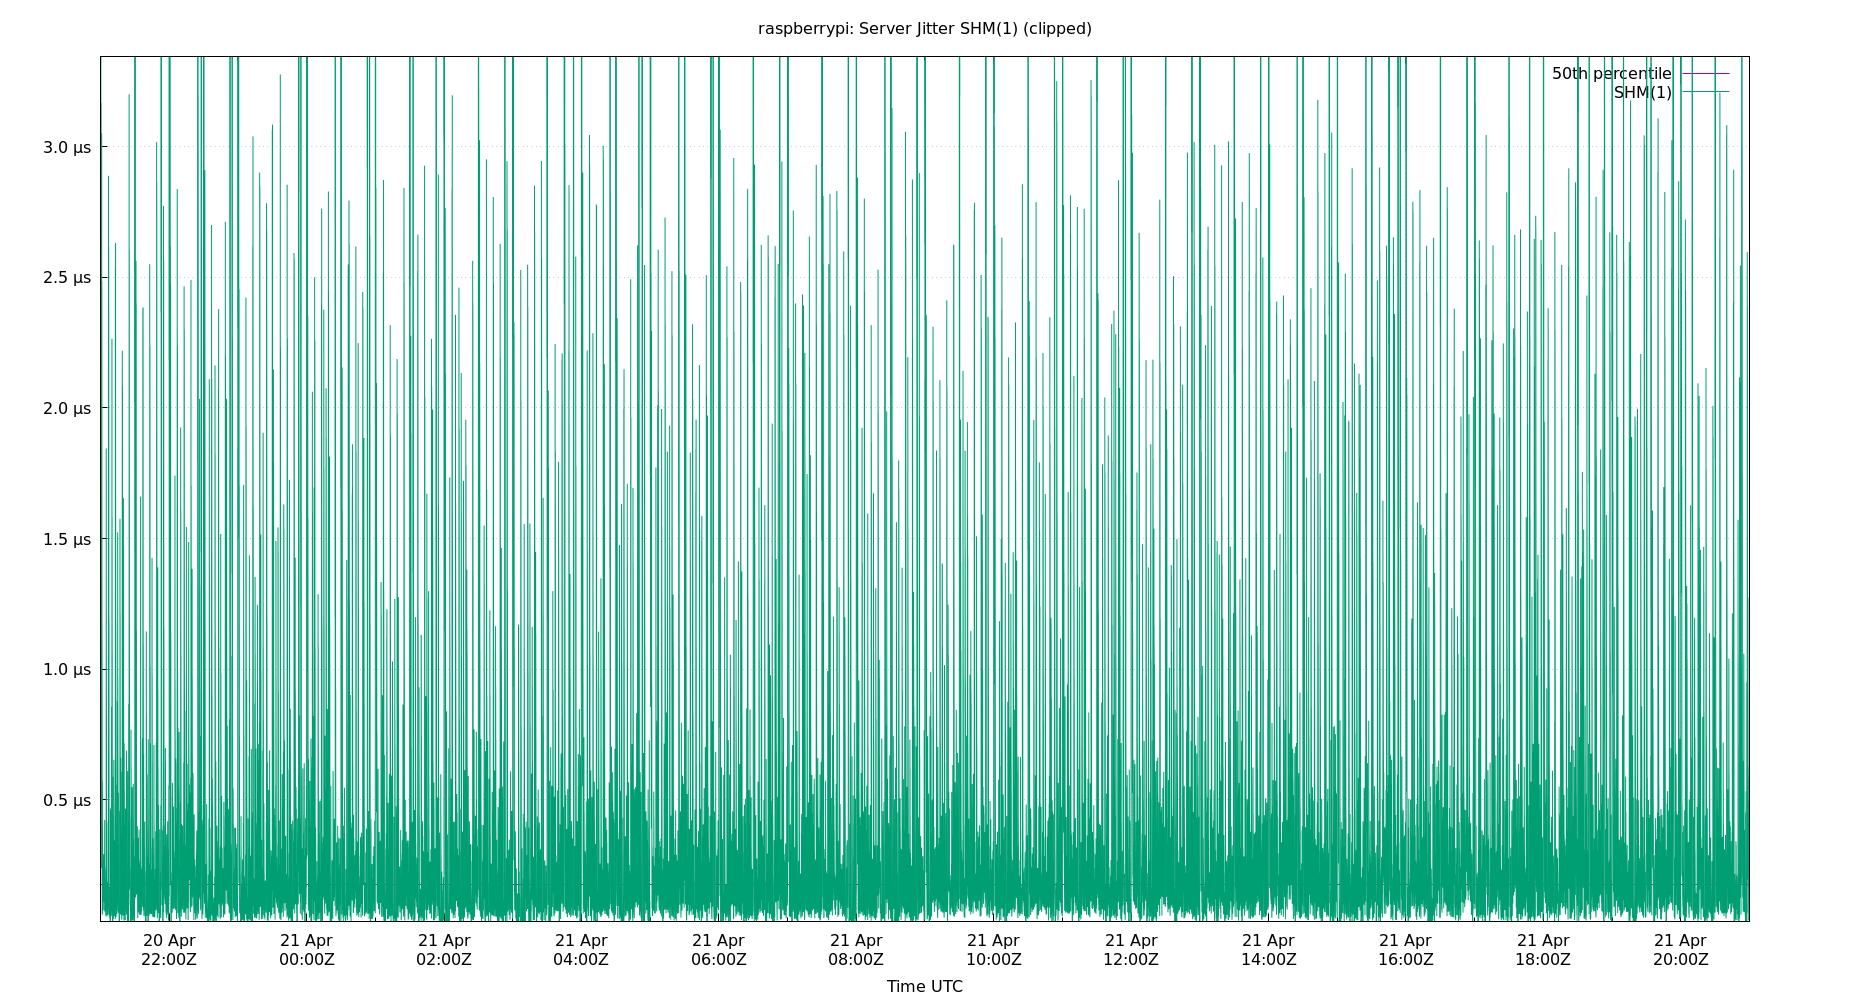 raspberrypi: Server Jitter SHM(1) (clipped)
50th percentile
SHM(1)
3.0 µs
2.5 µs
2.0 µs
1.5 µs
1.0 µs
0.5 µs
20 Apr 21 Apr 21 Apr 21 Apr 21 Apr 21 Apr 21 Apr 21 Apr 21 Apr 21 Apr 21 Apr 21 Apr
22:00Z 00:00Z 02:00Z 04:00Z 06:00Z 08:00Z 10:00Z 12:00Z 14:00Z 16:00Z 18:00Z 20:00Z
Time UTC